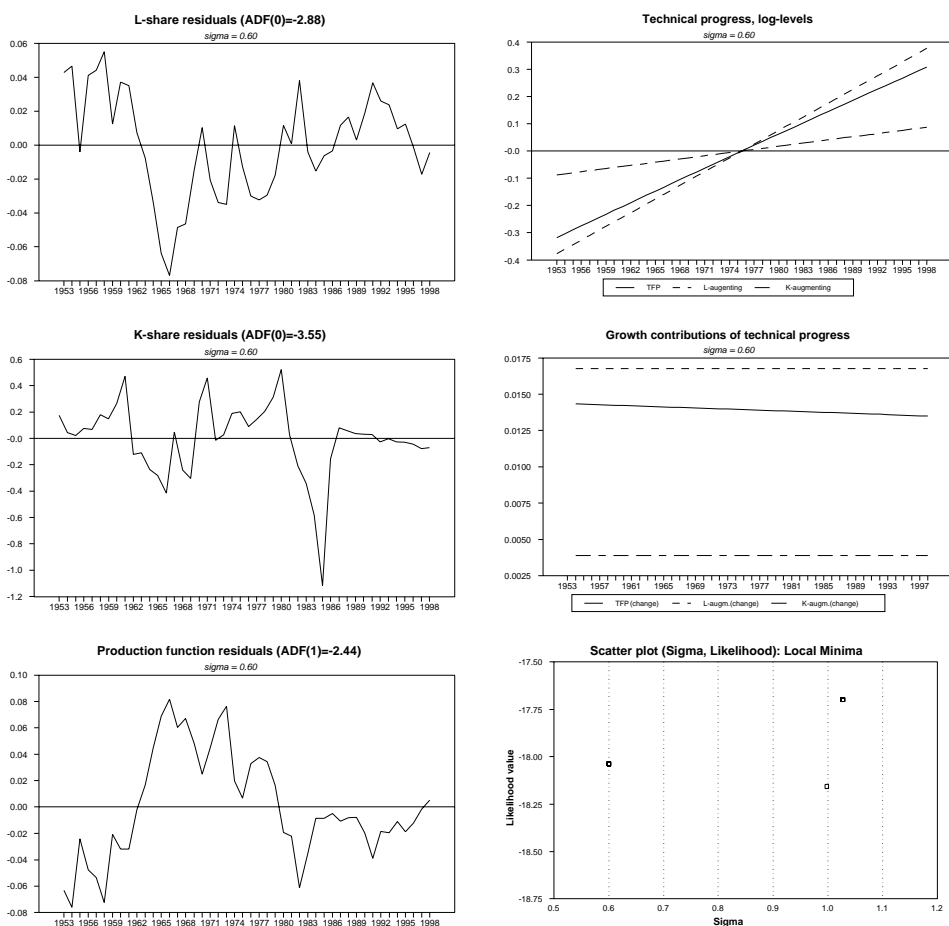 L-share residuals (ADF(0)=-2.88)
sigma = 0.60
0.06
0.04
0.02
0.00
-0.02
-0.04
-0.06
-0.08
1953 1956 1959 1962 1965 1968 1971 1974 1977 1980 1983 1986 1989 1992 1995 1998
Technical progress, log-levels
sigma = 0.60
0.4
0.3
0.2
0.1
-0.0
-0.1
-0.2
-0.3
-0.4
1953 1956 1959 1962 1965 1968 1971 1974 1977 1980 1983 1986 1989 1992 1995 1998
TFP L-augenting K-augmenting
K-share residuals (ADF(0)=-3.55)
sigma = 0.60
0.6
0.4
0.2
-0.0
-0.2
-0.4
-0.6
-0.8
-1.0
-1.2
1953 1956 1959 1962 1965 1968 1971 1974 1977 1980 1983 1986 1989 1992 1995 1998
Growth contributions of technical progress
sigma = 0.60
0.0175
0.0150
0.0125
0.0100
0.0075
0.0050
0.0025
1953 1957 1961 1965 1969 1973 1977 1981 1985 1989 1993 1997
TFP(change) L-augm.(change) K-augm.(change)
Production function residuals (ADF(1)=-2.44)
sigma = 0.60
0.10
0.08
0.06
0.04
0.02
0.00
-0.02
-0.04
-0.06
-0.08
1953 1956 1959 1962 1965 1968 1971 1974 1977 1980 1983 1986 1989 1992 1995 1998
Scatter plot (Sigma, Likelihood): Local Minima
Likelihood value
-17.50
-17.75
-18.00
-18.25
-18.50
-18.75
0.5 0.6 0.7 0.8 0.9 1.0 1.1 1.2
Sigma